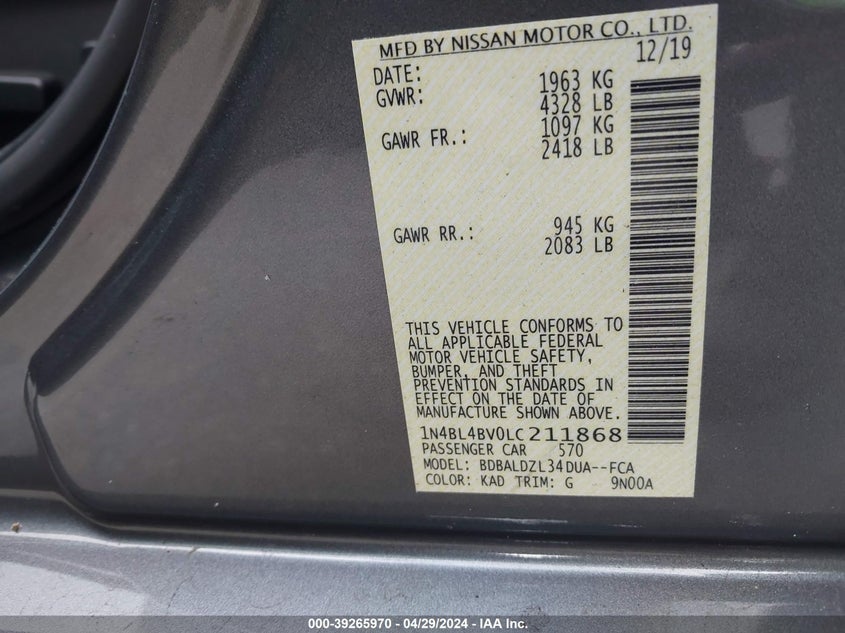 MFD BY NISSAN MOTOR CO., LTD.
DATE: 12/19
GVWR: 1963 KG
4328 LB
GAWR FR.: 1097 KG
2418 LB
GAWR RR.: 945 KG
2083 LB
THIS VEHICLE CONFORMS TO
ALL APPLICABLE FEDERAL
MOTOR VEHICLE SAFETY,
BUMPER, AND THEFT
PREVENTION STANDARDS IN
EFFECT ON THE DATE OF
MANUFACTURE SHOWN ABOVE.
1N4BL4BV0LC211868
PASSENGER CAR 570
MODEL: BDBALDZL34DUA--FCA
COLOR: KAD TRIM: G 9N00A
000-39265970 - 04/29/2024 - IAA Inc.